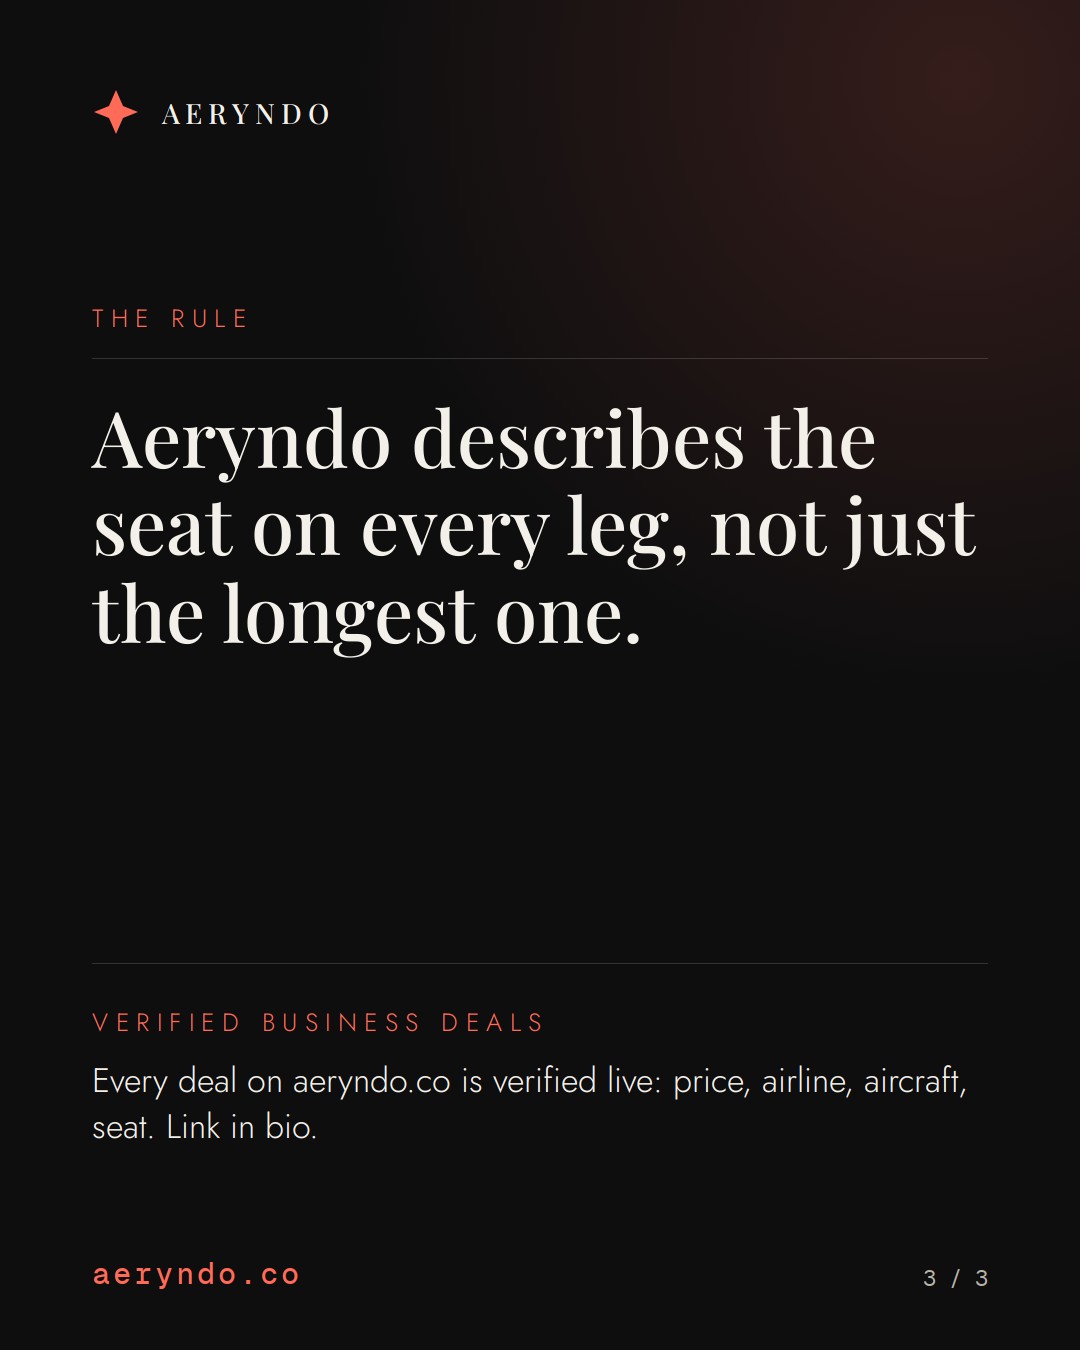 AERYNDO
THE RULE
Aeryndo describes the
seat on every leg, not just
the longest one.
VERIFIED BUSINESS DEALS
Every deal on aeryndo.co is verified live: price, airline, aircraft,
seat. Link in bio.
aeryndo.co
3 / 3